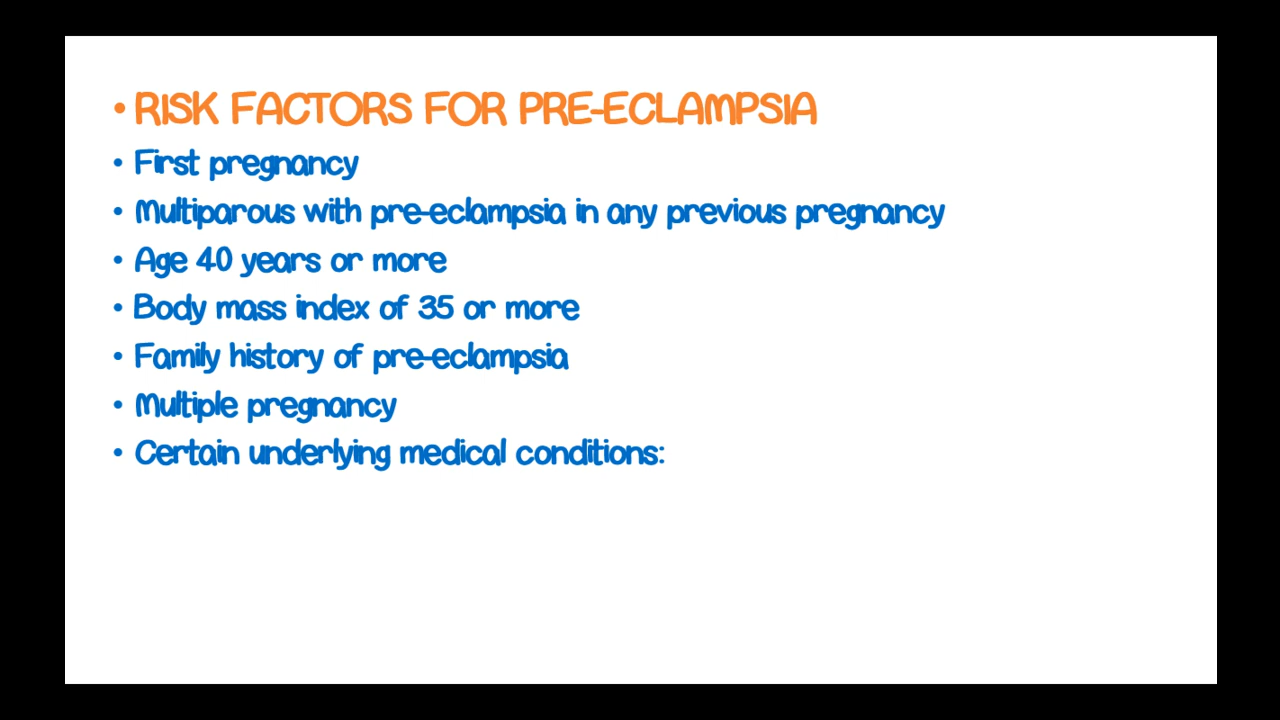 • RISK FACTORS FOR PRE-ECLAMPSIA
• First pregnancy
• Multiparous with pre-eclampsia in any previous pregnancy
• Age 40 years or more
• Body mass index of 35 or more
• Family history of pre-eclampsia
• Multiple pregnancy
• Certain underlying medical conditions: